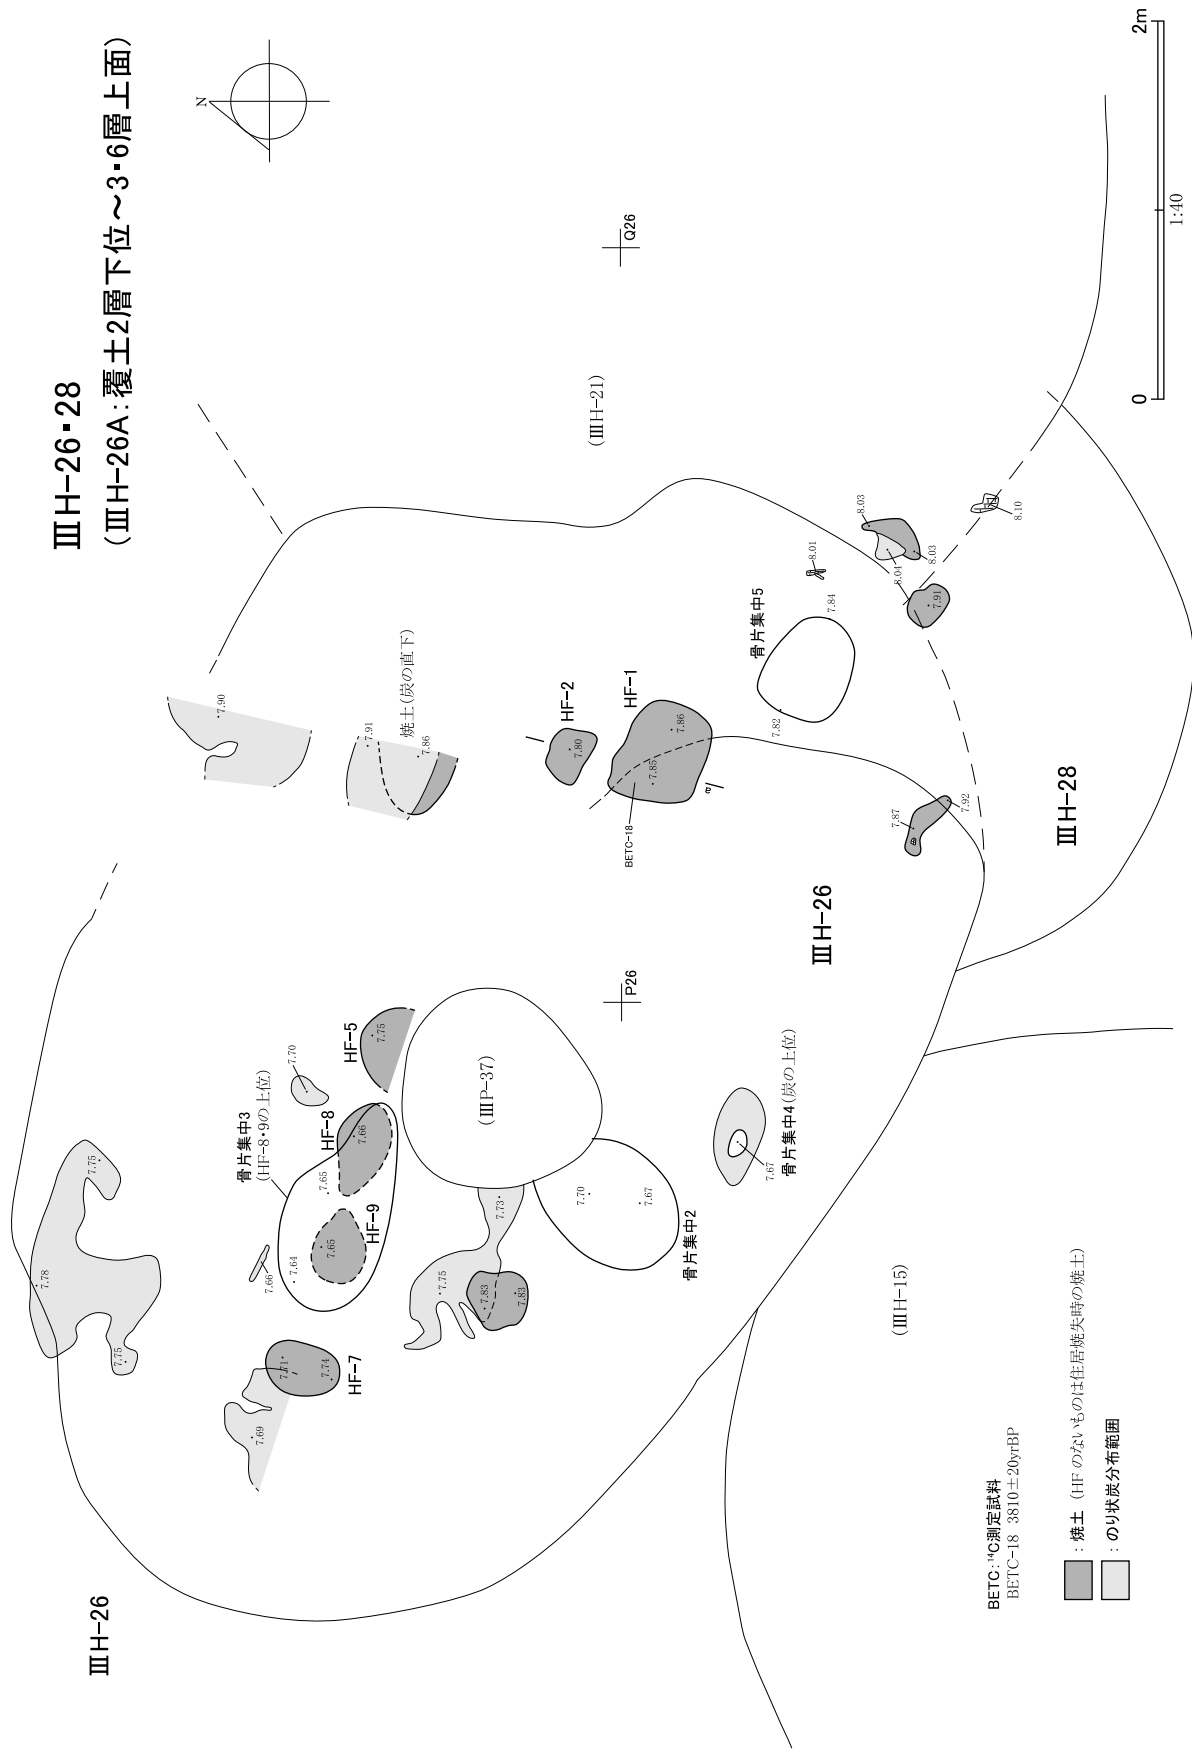 ⅢH-26・28
(ⅢH-26A:覆土2層下位～3・6層上面)
N
ⅢH-26
7.78
7.75
7.75
骨片集中3
(HF-8・9の上位)
7.70
HF-5
7.75
HF-8
7.66
7.65
HF-9
7.65
7.64
7.66
HF-7
7.71
7.74
7.69
(ⅢP-37)
7.73
7.75
7.83
7.83
骨片集中2
7.70
7.67
P26
骨片集中4(炭の上位)
7.67
7.90
7.91
焼土(炭の直下)
7.86
HF-2
7.80
HF-1
7.86
7.85
BETC-18
骨片集中5
7.82
7.84
8.01
8.03
8.04
8.03
8.10
7.91
7.87
7.92
(ⅢH-21)
Q26
ⅢH-26
ⅢH-28
(ⅢH-15)
BETC:¹⁴C測定試料
BETC-18 3810±20yrBP
:焼土 (HFのないものは住居焼失時の焼土)
:のり状炭分布範囲
0
2m
1:40